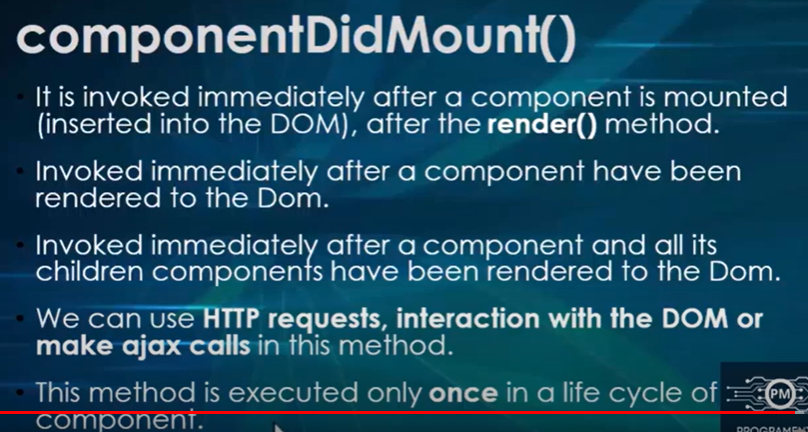 componentDidMount()
It is invoked immediately after a component is mounted
(inserted into the DOM), after the render() method.
Invoked immediately after a component have been
rendered to the Dom.
Invoked immediately after a component and all its
children components have been rendered to the Dom.
We can use HTTP requests, interaction with the DOM or
make ajax calls in this method.
This method is executed only once in a life cycle of
component.
PM